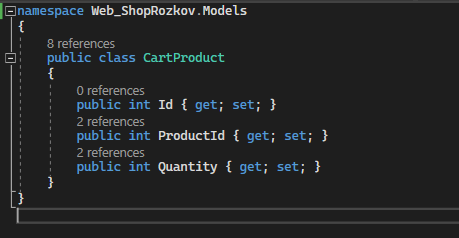 namespace Web_ShopRozkov.Models
{
8 references
public class CartProduct
{
0 references
public int Id { get; set; }
2 references
public int ProductId { get; set; }
2 references
public int Quantity { get; set; }
}
}